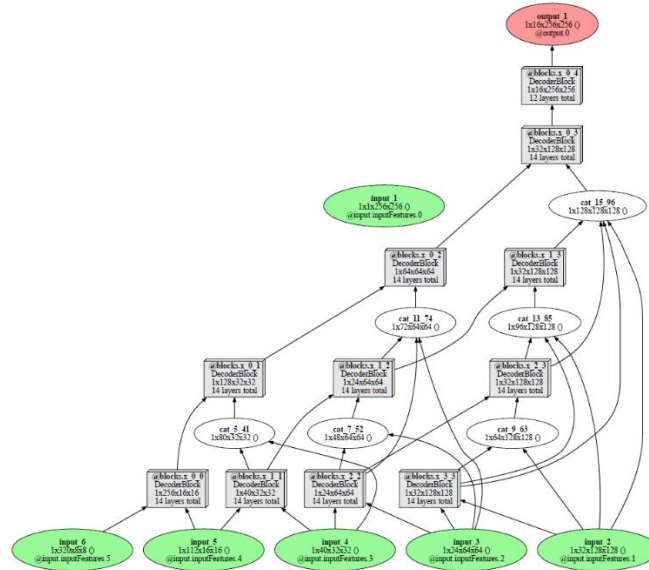 output_1
1x16x256x256 ()
@output.0
@blocks.x_0_4
DecoderBlock
1x16x256x256
12 layers total
@blocks.x_0_3
DecoderBlock
1x32x128x128
14 layers total
input_1
1x1x256x256 ()
@input.inputFeatures.0
cat_15_96
1x128x128x128 ()
@blocks.x_0_2
DecoderBlock
1x64x64x64
14 layers total
@blocks.x_1_3
DecoderBlock
1x32x128x128
14 layers total
cat_11_74
1x72x64x64 ()
cat_13_85
1x96x128x128 ()
@blocks.x_0_1
DecoderBlock
1x128x32x32
14 layers total
@blocks.x_1_2
DecoderBlock
1x24x64x64
14 layers total
@blocks.x_2_3
DecoderBlock
1x32x128x128
14 layers total
cat_5_41
1x80x32x32 ()
cat_7_52
1x48x64x64 ()
cat_9_63
1x64x128x128 ()
@blocks.x_0_0
DecoderBlock
1x256x16x16
14 layers total
@blocks.x_1_1
DecoderBlock
1x40x32x32
14 layers total
@blocks.x_2_2
DecoderBlock
1x24x64x64
14 layers total
@blocks.x_3_3
DecoderBlock
1x32x128x128
14 layers total
input_6
1x320x8x8 ()
@input.inputFeatures.5
input_5
1x112x16x16 ()
@input.inputFeatures.4
input_4
1x40x32x32 ()
@input.inputFeatures.3
input_3
1x24x64x64 ()
@input.inputFeatures.2
input_2
1x32x128x128 ()
@input.inputFeatures.1